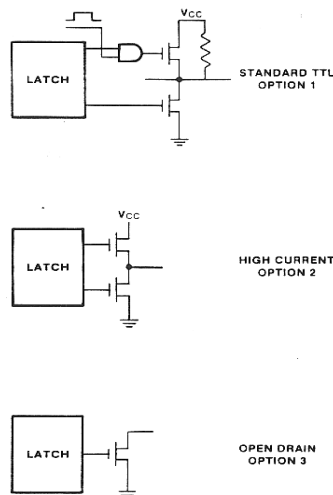 VCC
LATCH
STANDARD TTL
OPTION 1
VCC
LATCH
HIGH CURRENT
OPTION 2
LATCH
OPEN DRAIN
OPTION 3